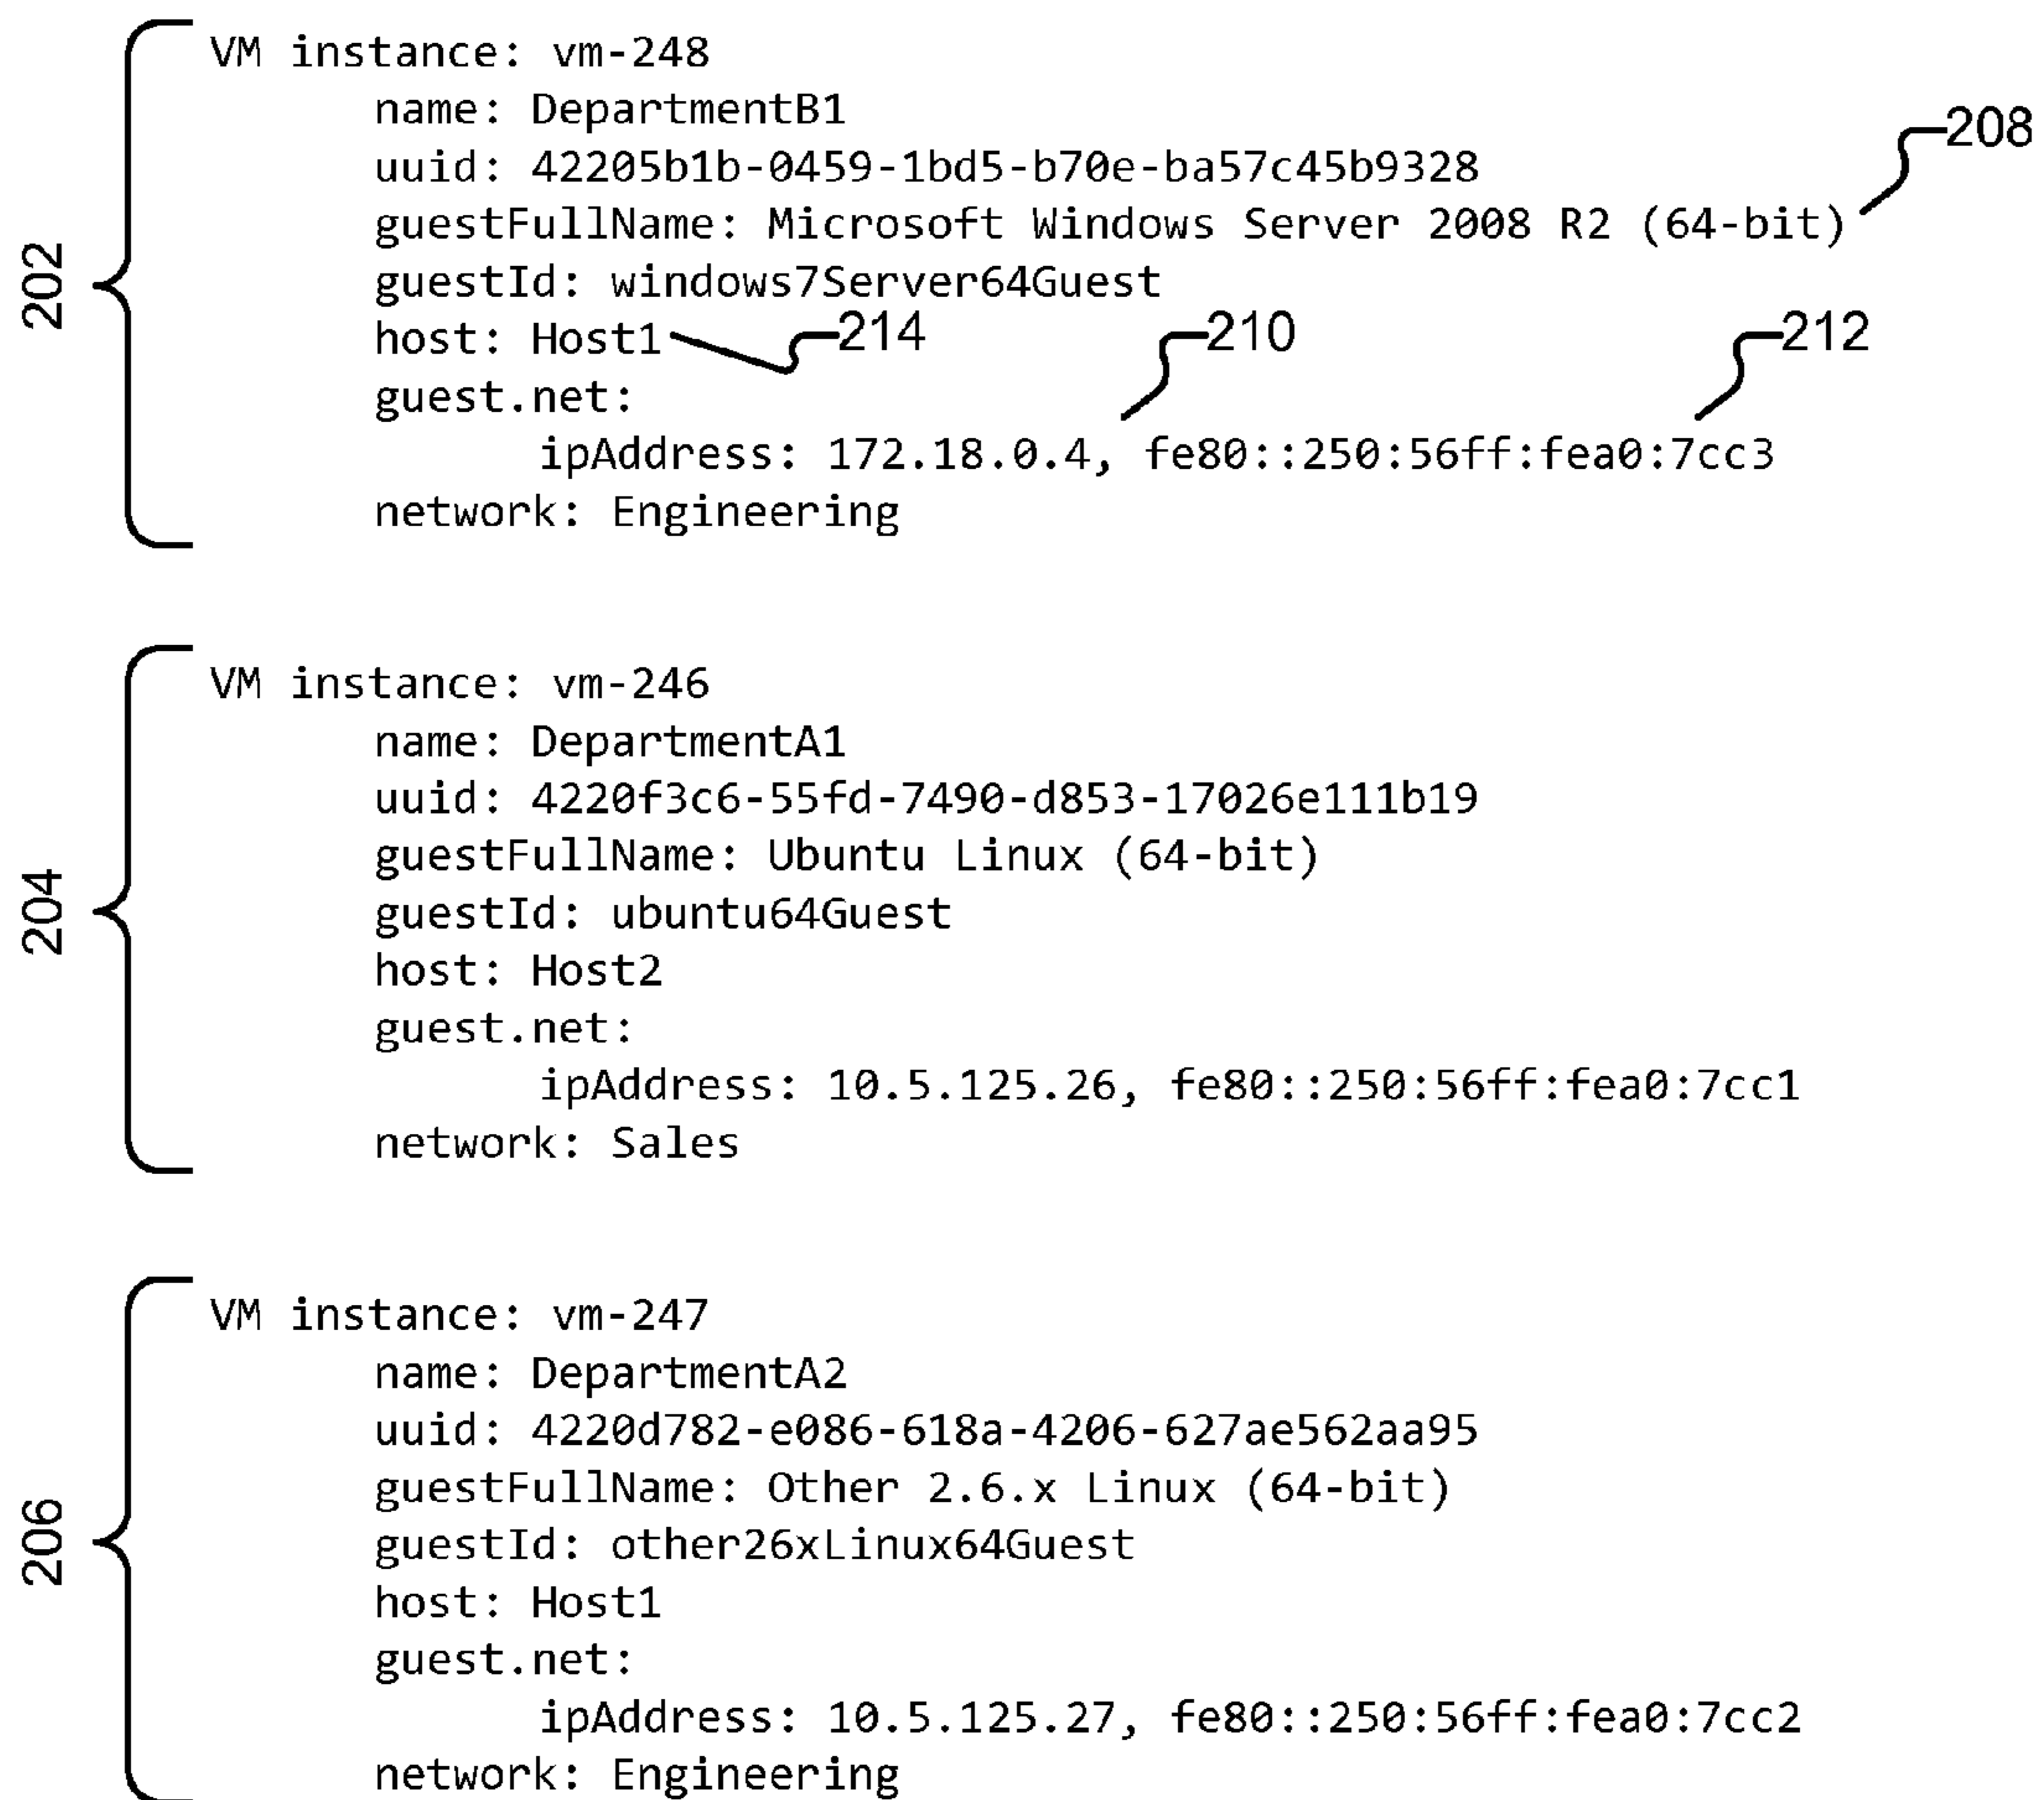 202
VM instance: vm-248
name: DepartmentB1
208
uuid: 42205b1b-0459-1bd5-b70e-ba57c45b9328
guestFullName: Microsoft Windows Server 2008 R2 (64-bit)
guestId: windows7Server64Guest
host: Host1 214 210 212
guest.net:
ipAddress: 172.18.0.4, fe80::250:56ff:fea0:7cc3
network: Engineering
204
VM instance: vm-246
name: DepartmentA1
uuid: 4220f3c6-55fd-7490-d853-17026e111b19
guestFullName: Ubuntu Linux (64-bit)
guestId: ubuntu64Guest
host: Host2
guest.net:
ipAddress: 10.5.125.26, fe80::250:56ff:fea0:7cc1
network: Sales
206
VM instance: vm-247
name: DepartmentA2
uuid: 4220d782-e086-618a-4206-627ae562aa95
guestFullName: Other 2.6.x Linux (64-bit)
guestId: other26xLinux64Guest
host: Host1
guest.net:
ipAddress: 10.5.125.27, fe80::250:56ff:fea0:7cc2
network: Engineering